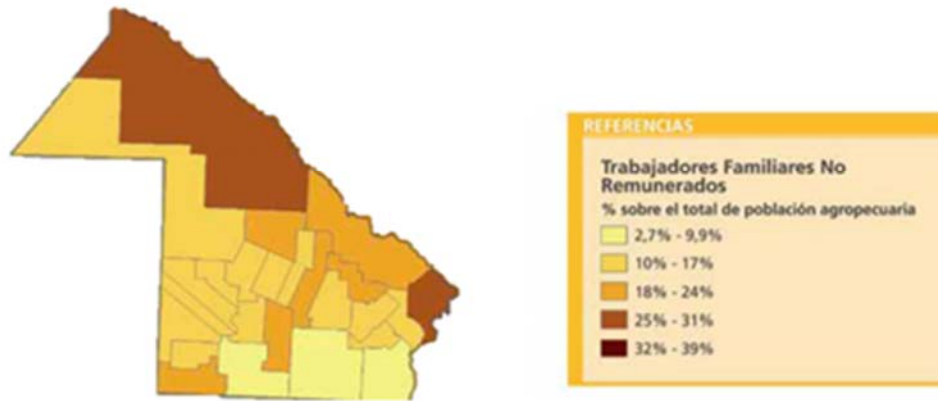 REFERENCIAS
Trabajadores Familiares No
Remunerados
% sobre el total de población agropecuaria
2,7% - 9,9%
10% - 17%
18% - 24%
25% - 31%
32% - 39%